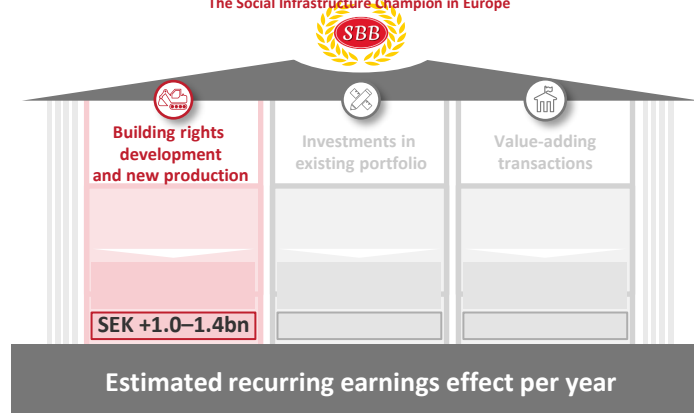 The Social Infrastructure Champion in Europe
SBB
Building rights
development
and new production
Investments in
existing portfolio
Value-adding
transactions
SEK +1.0–1.4bn
Estimated recurring earnings effect per year